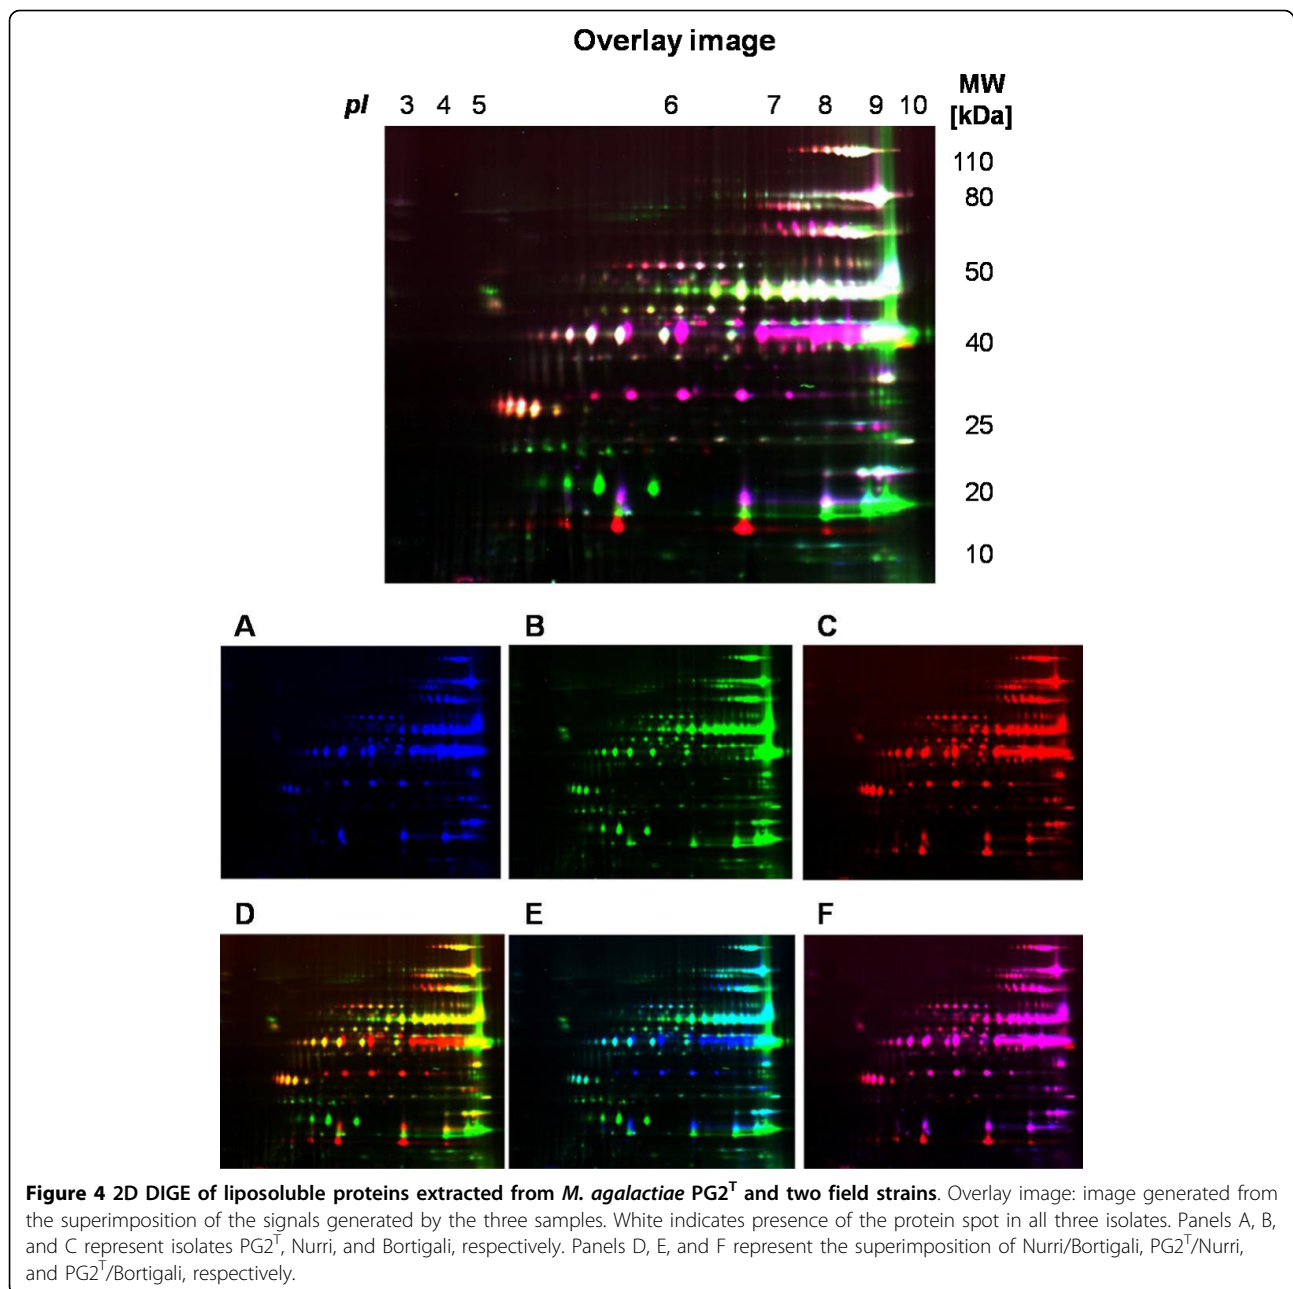 Overlay image
pI 3 4 5 6 7 8 9 10
MW
[kDa]
110
80
50
40
25
20
10
A B C
D E F
Figure 4 2D DIGE of liposoluble proteins extracted from M. agalactiae PG2ᵀ and two field strains. Overlay image: image generated from
the superimposition of the signals generated by the three samples. White indicates presence of the protein spot in all three isolates. Panels A, B,
and C represent isolates PG2ᵀ, Nurri, and Bortigali, respectively. Panels D, E, and F represent the superimposition of Nurri/Bortigali, PG2ᵀ/Nurri,
and PG2ᵀ/Bortigali, respectively.